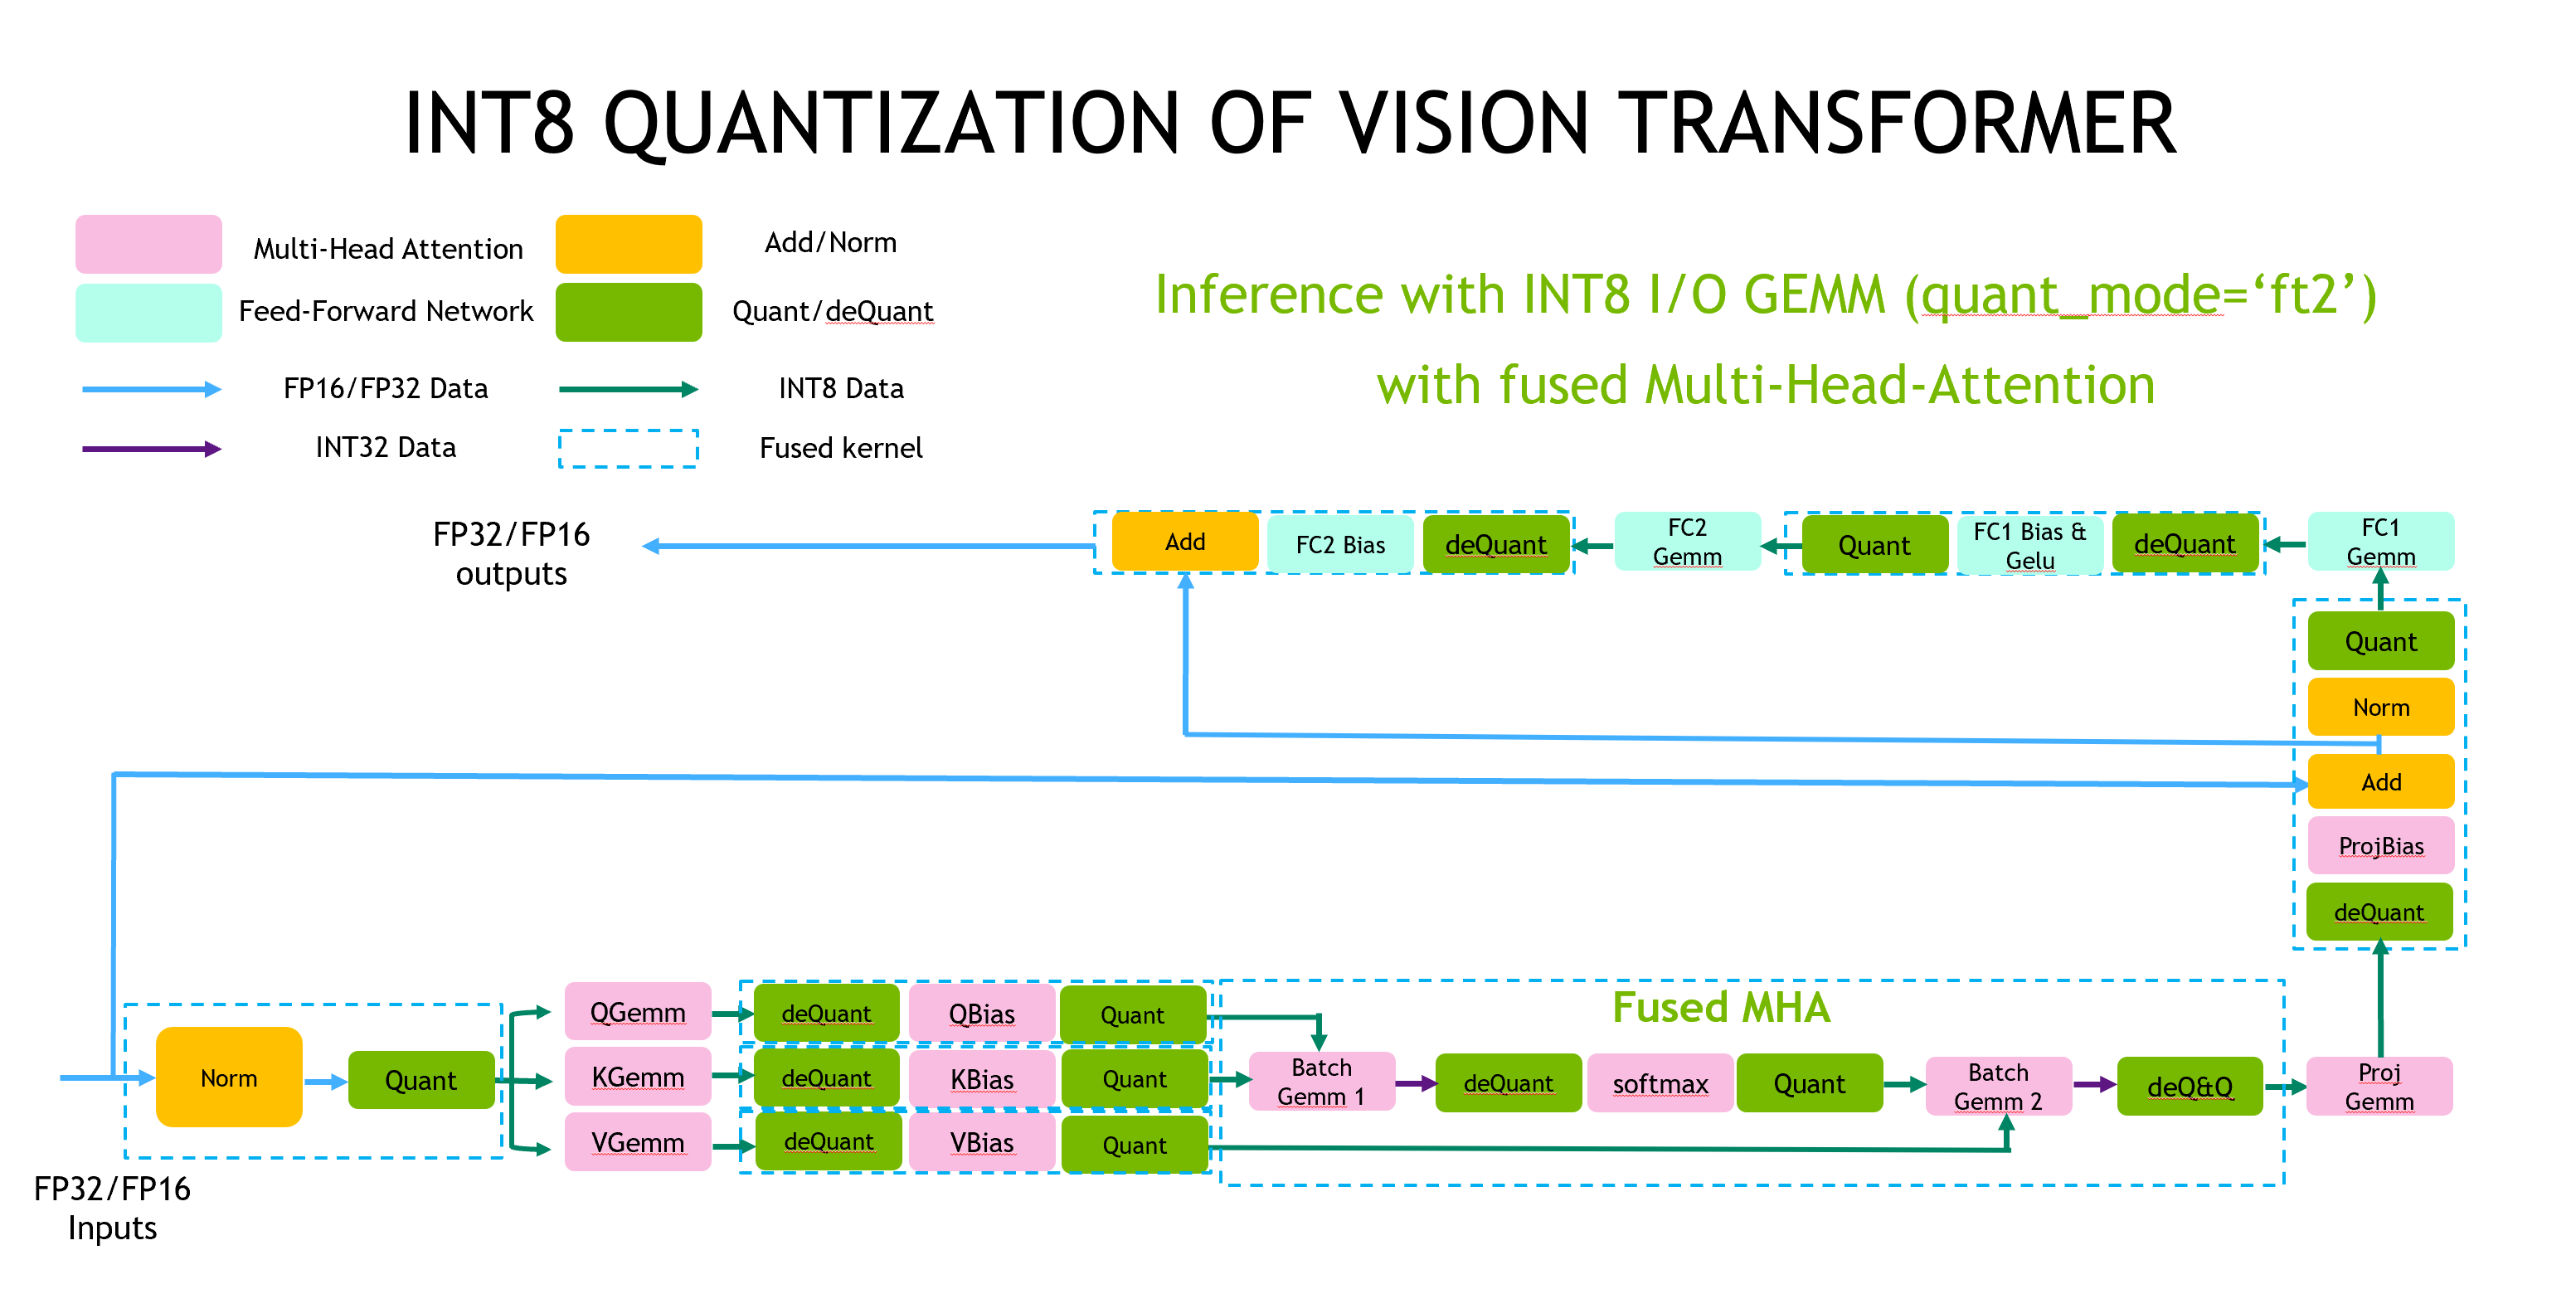 INT8 QUANTIZATION OF VISION TRANSFORMER
Multi-Head Attention
Add/Norm
Feed-Forward Network
Quant/deQuant
FP16/FP32 Data
INT8 Data
INT32 Data
Fused kernel
Inference with INT8 I/O GEMM (quant_mode=‘ft2’)
with fused Multi-Head-Attention
FP32/FP16
outputs
Add
FC2 Bias
deQuant
FC2
Gemm
Quant
FC1 Bias &
Gelu
deQuant
FC1
Gemm
Quant
Norm
Add
ProjBias
deQuant
Fused MHA
Norm
Quant
QGemm
deQuant
QBias
Quant
KGemm
deQuant
KBias
Quant
VGemm
deQuant
VBias
Quant
Batch
Gemm 1
deQuant
softmax
Quant
Batch
Gemm 2
deQ&Q
Proj
Gemm
FP32/FP16
Inputs